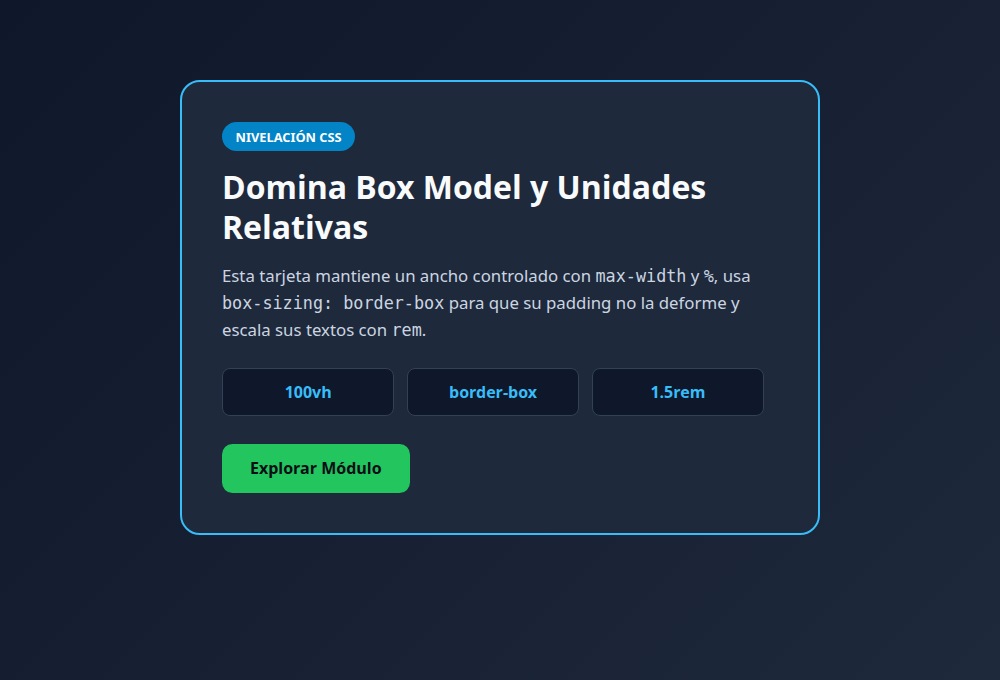 NIVELACIÓN CSS
Domina Box Model y Unidades
Relativas
Esta tarjeta mantiene un ancho controlado con max-width y %, usa
box-sizing: border-box para que su padding no la deforme y
escala sus textos con rem.
100vh
border-box
1.5rem
Explorar Módulo